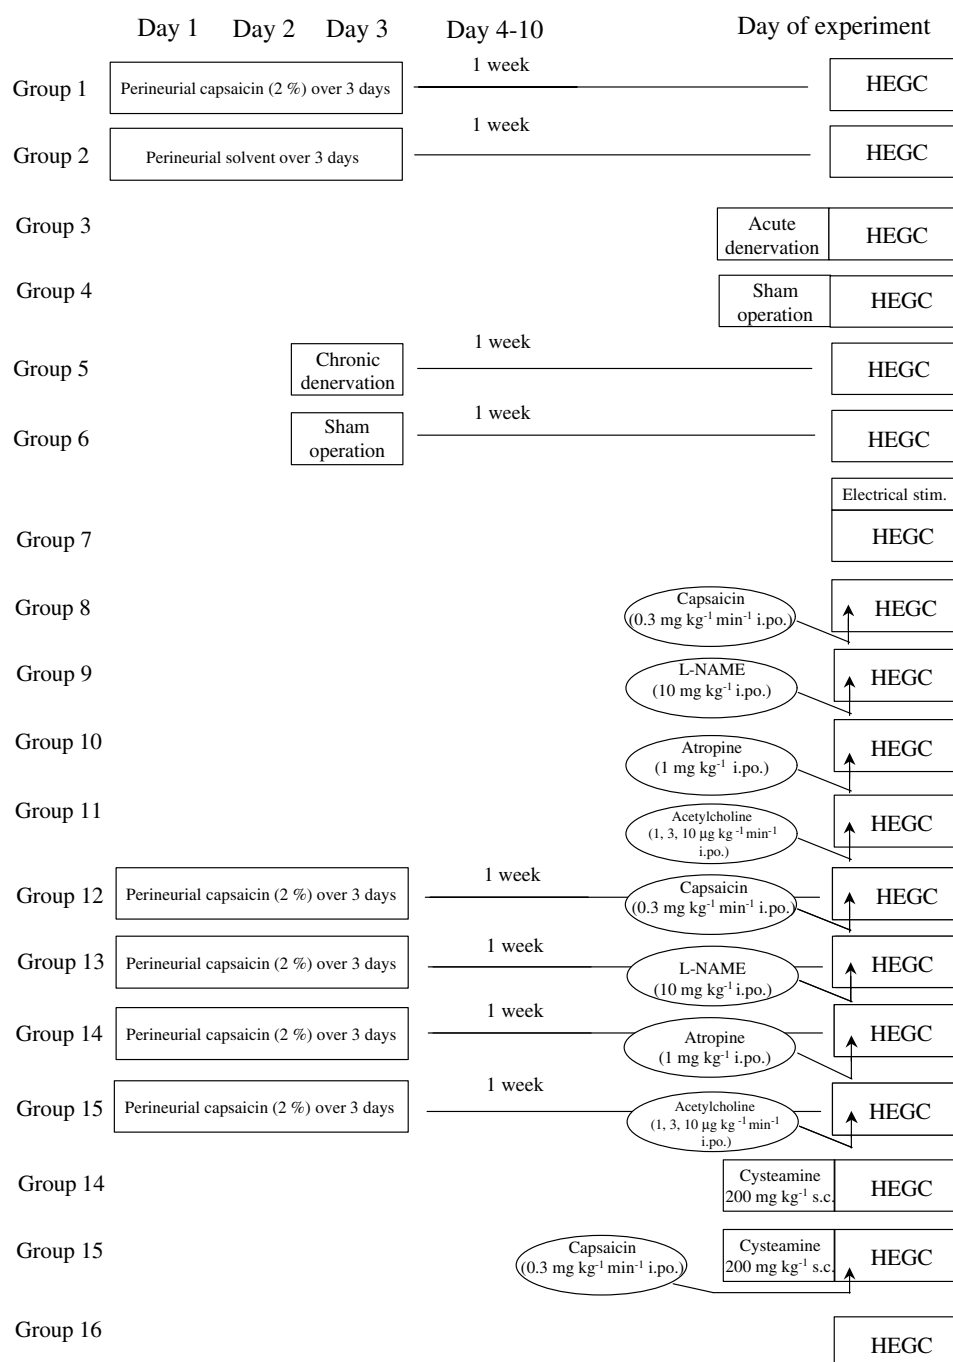 Day 1 Day 2 Day 3 Day 4-10 Day of experiment
Group 1 Perineurial capsaicin (2 %) over 3 days 1 week HEGC
Group 2 Perineurial solvent over 3 days 1 week HEGC
Group 3 Acute
denervation HEGC
Group 4 Sham
operation HEGC
Group 5 Chronic
denervation 1 week HEGC
Group 6 Sham
operation 1 week HEGC
Electrical stim.
Group 7 HEGC
Group 8 Capsaicin
(0.3 mg kg⁻¹ min⁻¹ i.po.) HEGC
Group 9 L-NAME
(10 mg kg⁻¹ i.po.) HEGC
Group 10 Atropine
(1 mg kg⁻¹ i.po.) HEGC
Group 11 Acetylcholine
(1, 3, 10 µg kg⁻¹ min⁻¹
i.po.) HEGC
Group 12 Perineurial capsaicin (2 %) over 3 days 1 week Capsaicin
(0.3 mg kg⁻¹ min⁻¹ i.po.) HEGC
Group 13 Perineurial capsaicin (2 %) over 3 days 1 week L-NAME
(10 mg kg⁻¹ i.po.) HEGC
Group 14 Perineurial capsaicin (2 %) over 3 days 1 week Atropine
(1 mg kg⁻¹ i.po.) HEGC
Group 15 Perineurial capsaicin (2 %) over 3 days 1 week Acetylcholine
(1, 3, 10 µg kg⁻¹ min⁻¹
i.po.) HEGC
Group 14 Cysteamine
200 mg kg⁻¹ s.c. HEGC
Group 15 Capsaicin
(0.3 mg kg⁻¹ min⁻¹ i.po.) Cysteamine
200 mg kg⁻¹ s.c. HEGC
Group 16 HEGC